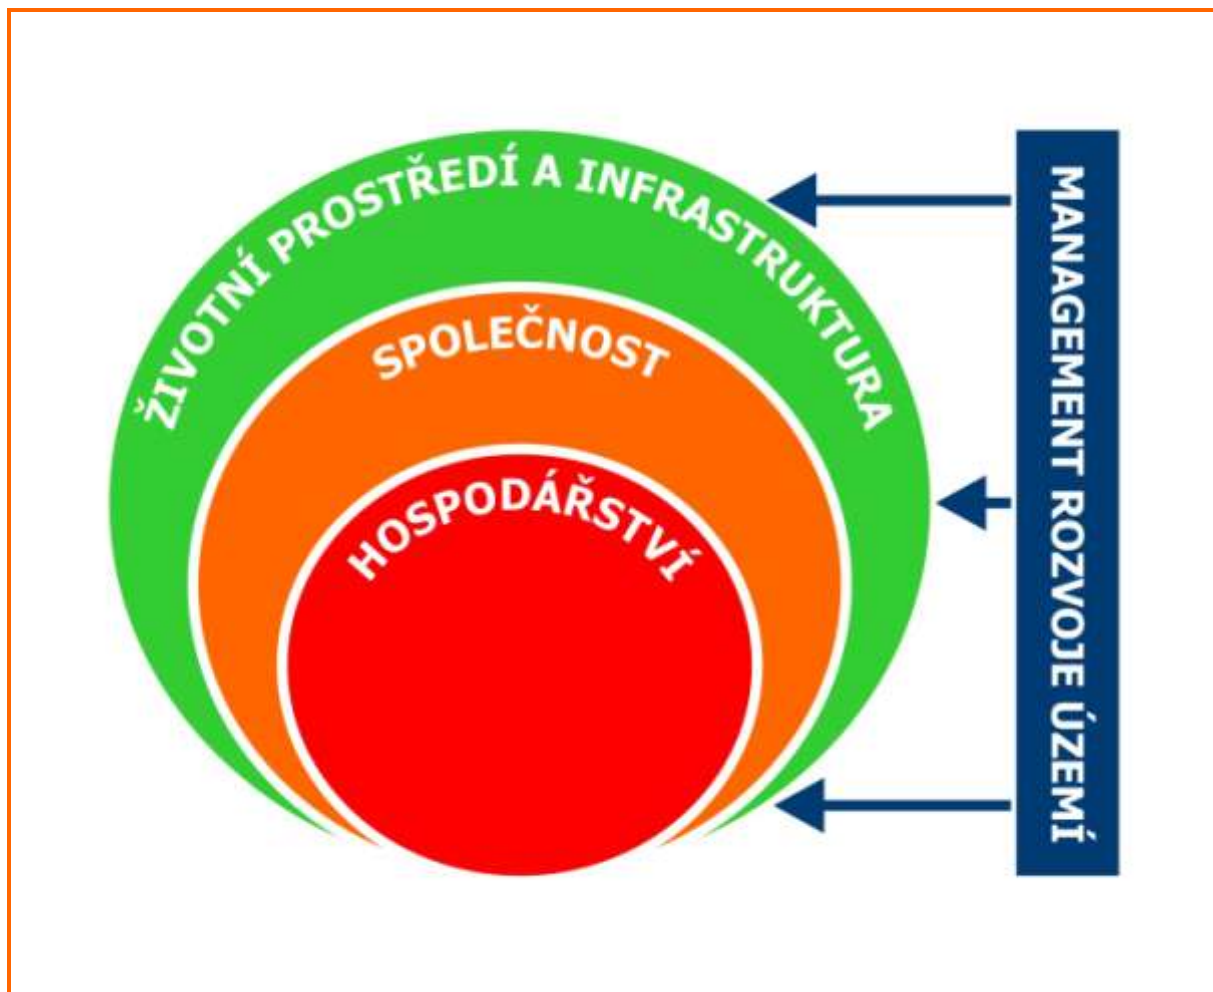 ŽIVOTNÍ PROSTŘEDÍ A INFRASTRUKTURA
SPOLEČNOST
HOSPODÁŘSTVÍ
MANAGEMENT ROZVOJE ÚZEMÍ